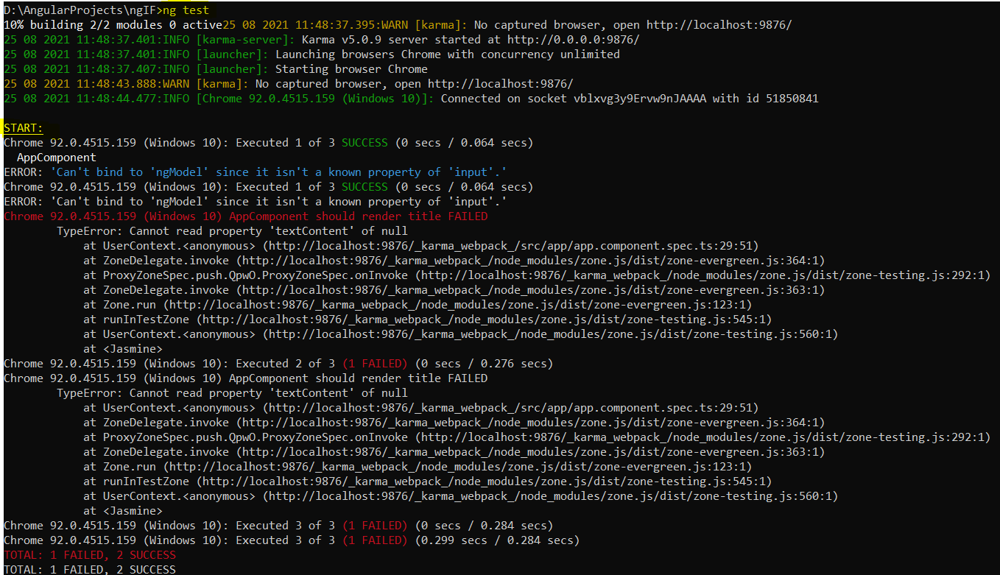 D:\AngularProjects\ngIF>ng test
10% building 2/2 modules 0 active25 08 2021 11:48:37.395:WARN [karma]: No captured browser, open http://localhost:9876/
25 08 2021 11:48:37.401:INFO [karma-server]: Karma v5.0.9 server started at http://0.0.0.0:9876/
25 08 2021 11:48:37.401:INFO [launcher]: Launching browsers Chrome with concurrency unlimited
25 08 2021 11:48:37.407:INFO [launcher]: Starting browser Chrome
25 08 2021 11:48:43.888:WARN [karma]: No captured browser, open http://localhost:9876/
25 08 2021 11:48:44.477:INFO [Chrome 92.0.4515.159 (Windows 10)]: Connected on socket vblxvg3y9Ervw9nJAAAA with id 51850841
START:
Chrome 92.0.4515.159 (Windows 10): Executed 1 of 3 SUCCESS (0 secs / 0.064 secs)
  AppComponent
ERROR: 'Can't bind to 'ngModel' since it isn't a known property of 'input'.'
Chrome 92.0.4515.159 (Windows 10): Executed 1 of 3 SUCCESS (0 secs / 0.064 secs)
ERROR: 'Can't bind to 'ngModel' since it isn't a known property of 'input'.'
Chrome 92.0.4515.159 (Windows 10) AppComponent should render title FAILED
        TypeError: Cannot read property 'textContent' of null
            at UserContext.<anonymous> (http://localhost:9876/_karma_webpack_/src/app/app.component.spec.ts:29:51)
            at ZoneDelegate.invoke (http://localhost:9876/_karma_webpack_/node_modules/zone.js/dist/zone-evergreen.js:364:1)
            at ProxyZoneSpec.push.QpwO.ProxyZoneSpec.onInvoke (http://localhost:9876/_karma_webpack_/node_modules/zone.js/dist/zone-testing.js:292:1)
            at ZoneDelegate.invoke (http://localhost:9876/_karma_webpack_/node_modules/zone.js/dist/zone-evergreen.js:363:1)
            at Zone.run (http://localhost:9876/_karma_webpack_/node_modules/zone.js/dist/zone-evergreen.js:123:1)
            at runInTestZone (http://localhost:9876/_karma_webpack_/node_modules/zone.js/dist/zone-testing.js:545:1)
            at UserContext.<anonymous> (http://localhost:9876/_karma_webpack_/node_modules/zone.js/dist/zone-testing.js:560:1)
            at <Jasmine>
Chrome 92.0.4515.159 (Windows 10): Executed 2 of 3 (1 FAILED) (0 secs / 0.276 secs)
Chrome 92.0.4515.159 (Windows 10) AppComponent should render title FAILED
        TypeError: Cannot read property 'textContent' of null
            at UserContext.<anonymous> (http://localhost:9876/_karma_webpack_/src/app/app.component.spec.ts:29:51)
            at ZoneDelegate.invoke (http://localhost:9876/_karma_webpack_/node_modules/zone.js/dist/zone-evergreen.js:364:1)
            at ProxyZoneSpec.push.QpwO.ProxyZoneSpec.onInvoke (http://localhost:9876/_karma_webpack_/node_modules/zone.js/dist/zone-testing.js:292:1)
            at ZoneDelegate.invoke (http://localhost:9876/_karma_webpack_/node_modules/zone.js/dist/zone-evergreen.js:363:1)
            at Zone.run (http://localhost:9876/_karma_webpack_/node_modules/zone.js/dist/zone-evergreen.js:123:1)
            at runInTestZone (http://localhost:9876/_karma_webpack_/node_modules/zone.js/dist/zone-testing.js:545:1)
            at UserContext.<anonymous> (http://localhost:9876/_karma_webpack_/node_modules/zone.js/dist/zone-testing.js:560:1)
            at <Jasmine>
Chrome 92.0.4515.159 (Windows 10): Executed 3 of 3 (1 FAILED) (0 secs / 0.284 secs)
Chrome 92.0.4515.159 (Windows 10): Executed 3 of 3 (1 FAILED) (0.299 secs / 0.284 secs)
TOTAL: 1 FAILED, 2 SUCCESS
TOTAL: 1 FAILED, 2 SUCCESS